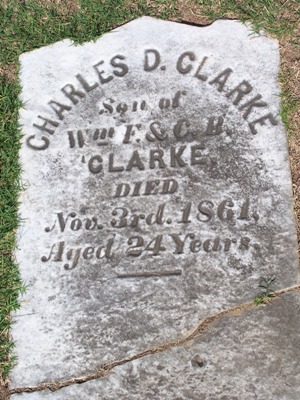 CHARLES D. CLARKE
Son of
Wm F. & C. B.
CLARKE,
DIED
Nov. 3rd. 1861,
Aged 24 Years.